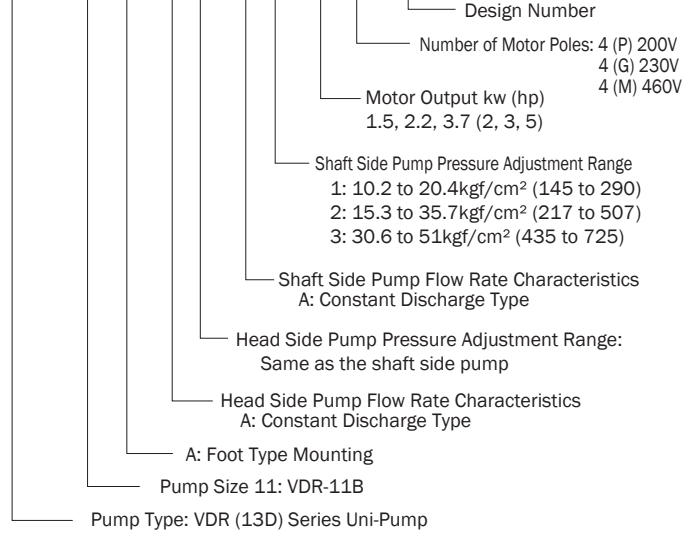 Design Number
Number of Motor Poles: 4 (P) 200V
4 (G) 230V
4 (M) 460V
Motor Output kw (hp)
1.5, 2.2, 3.7 (2, 3, 5)
Shaft Side Pump Pressure Adjustment Range
1: 10.2 to 20.4kgf/cm² (145 to 290)
2: 15.3 to 35.7kgf/cm² (217 to 507)
3: 30.6 to 51kgf/cm² (435 to 725)
Shaft Side Pump Flow Rate Characteristics
A: Constant Discharge Type
Head Side Pump Pressure Adjustment Range:
Same as the shaft side pump
Head Side Pump Flow Rate Characteristics
A: Constant Discharge Type
A: Foot Type Mounting
Pump Size 11: VDR-11B
Pump Type: VDR (13D) Series Uni-Pump